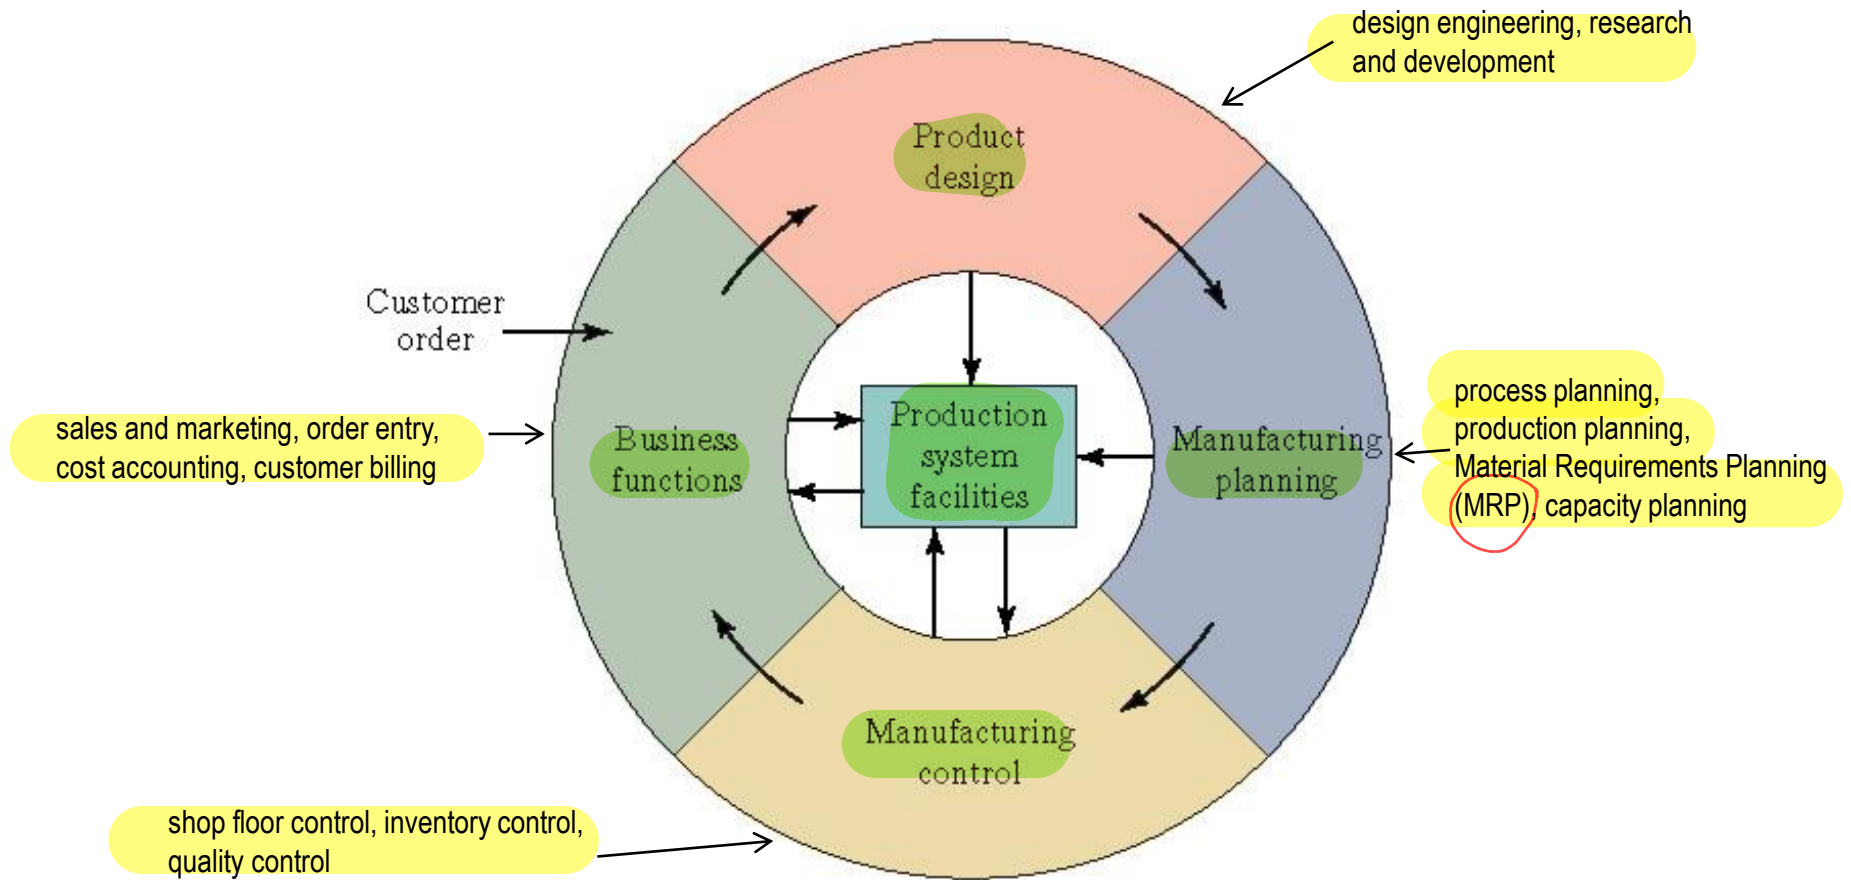 design engineering, research
and development
Product
design
Customer
order
sales and marketing, order entry,
cost accounting, customer billing
Business
functions
Production
system
facilities
Manufacturing
planning
process planning,
production planning,
Material Requirements Planning
(MRP), capacity planning
Manufacturing
control
shop floor control, inventory control,
quality control